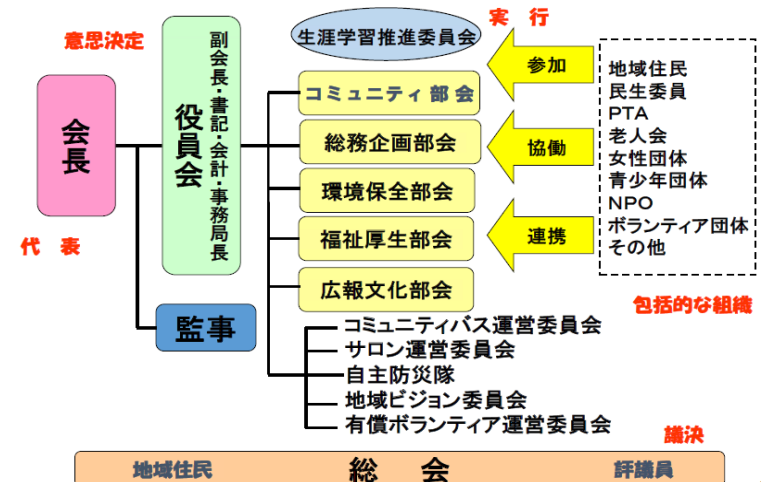 実 行
意思決定
生涯学習推進委員会
副会長・書記・会計・事務局長
役員会
会長
代 表
監事
コミュニティ部会
総務企画部会
環境保全部会
福祉厚生部会
広報文化部会
コミュニティバス運営委員会
サロン運営委員会
自主防災隊
地域ビジョン委員会
有償ボランティア運営委員会
参加
協働
連携
地域住民
民生委員
PTA
老人会
女性団体
青少年団体
NPO
ボランティア団体
その他
包括的な組織
議決
地域住民 総 会 評議員